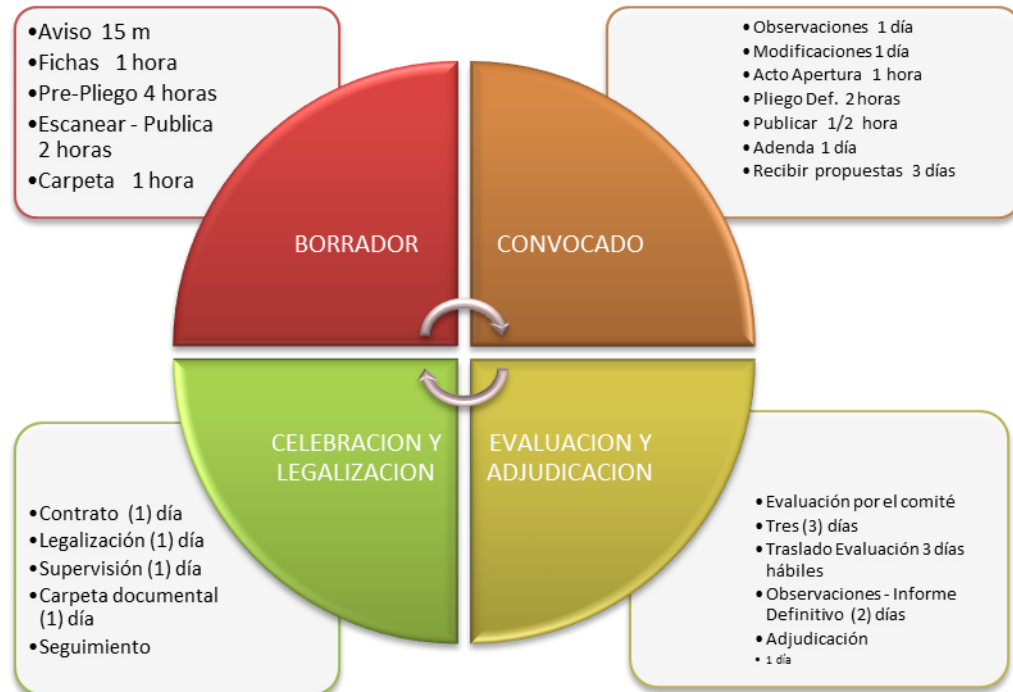 •Aviso 15 m
•Fichas 1 hora
•Pre-Pliego 4 horas
•Escanear - Publica
2 horas
•Carpeta 1 hora
•Observaciones 1 día
•Modificaciones 1 día
•Acto Apertura 1 hora
•Pliego Def. 2 horas
•Publicar 1/2 hora
•Adenda 1 día
•Recibir propuestas 3 días
BORRADOR
CONVOCADO
CELEBRACION Y
LEGALIZACION
EVALUACION Y
ADJUDICACION
•Contrato (1) día
•Legalización (1) día
•Supervisión (1) día
•Carpeta documental
(1) día
•Seguimiento
•Evaluación por el comité
•Tres (3) días
•Traslado Evaluación 3 días
hábiles
•Observaciones - Informe
Definitivo (2) días
•Adjudicación
• 1 día